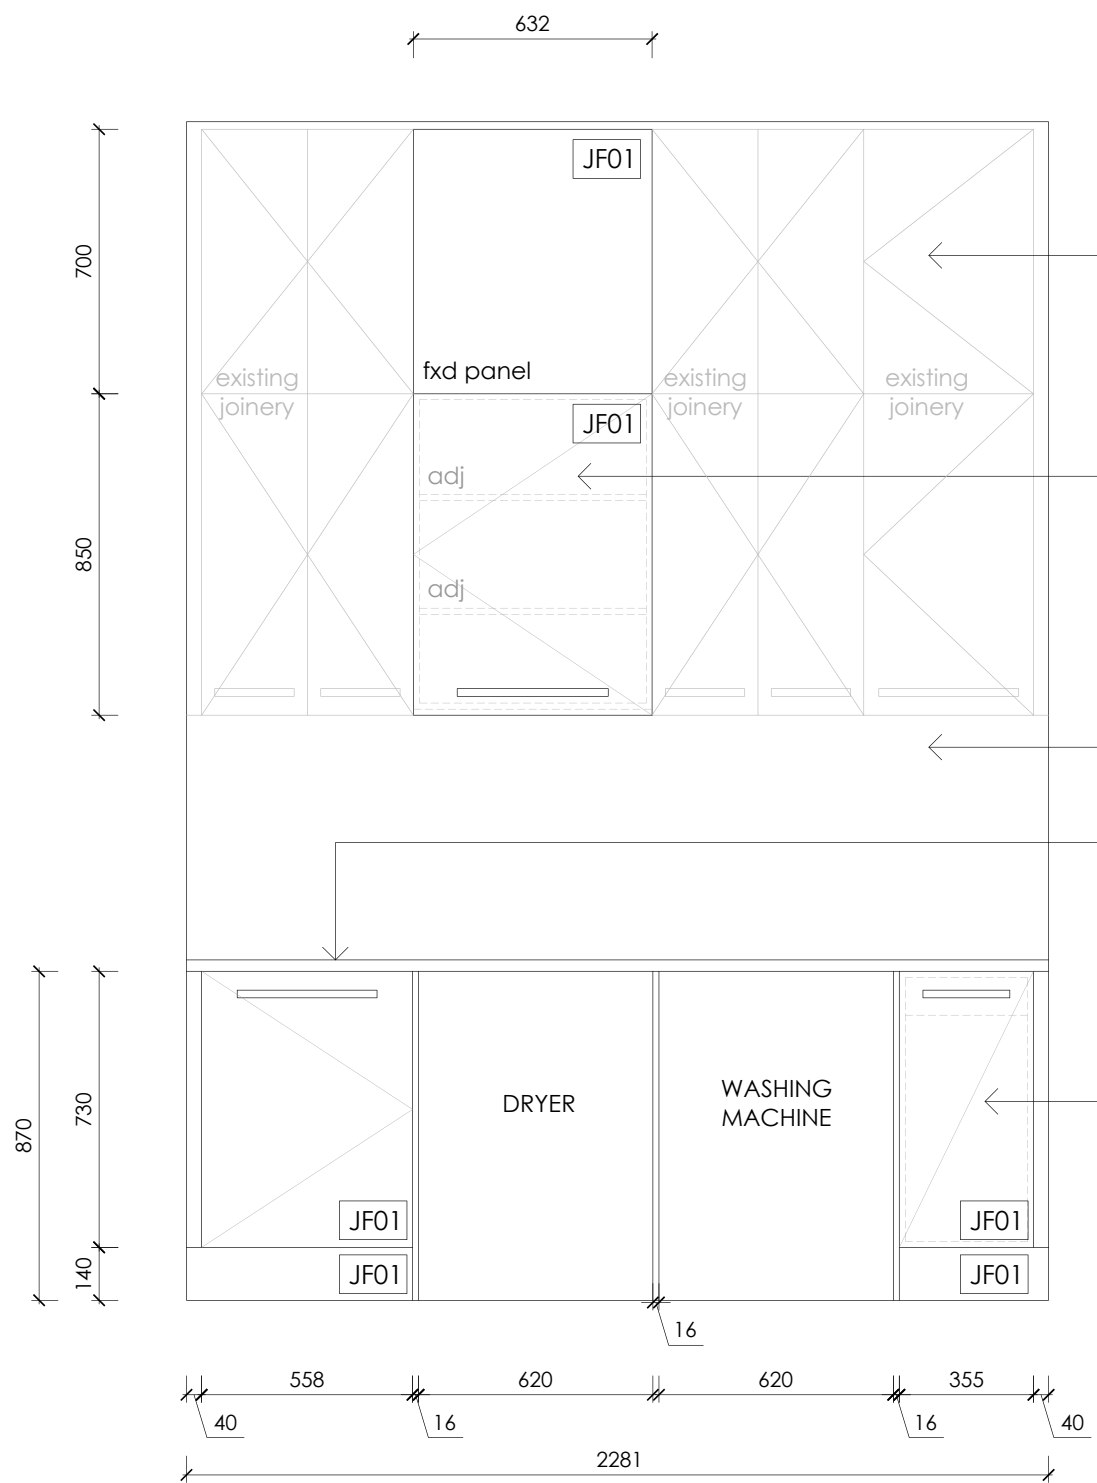 632
JF01
700
fxd panel
existing
joinery
existing
joinery
existing
joinery
JF01
adj
850
adj
870
730
DRYER
WASHING
MACHINE
JF01
JF01
140
JF01
JF01
16
558
620
620
355
40
16
16
40
2281